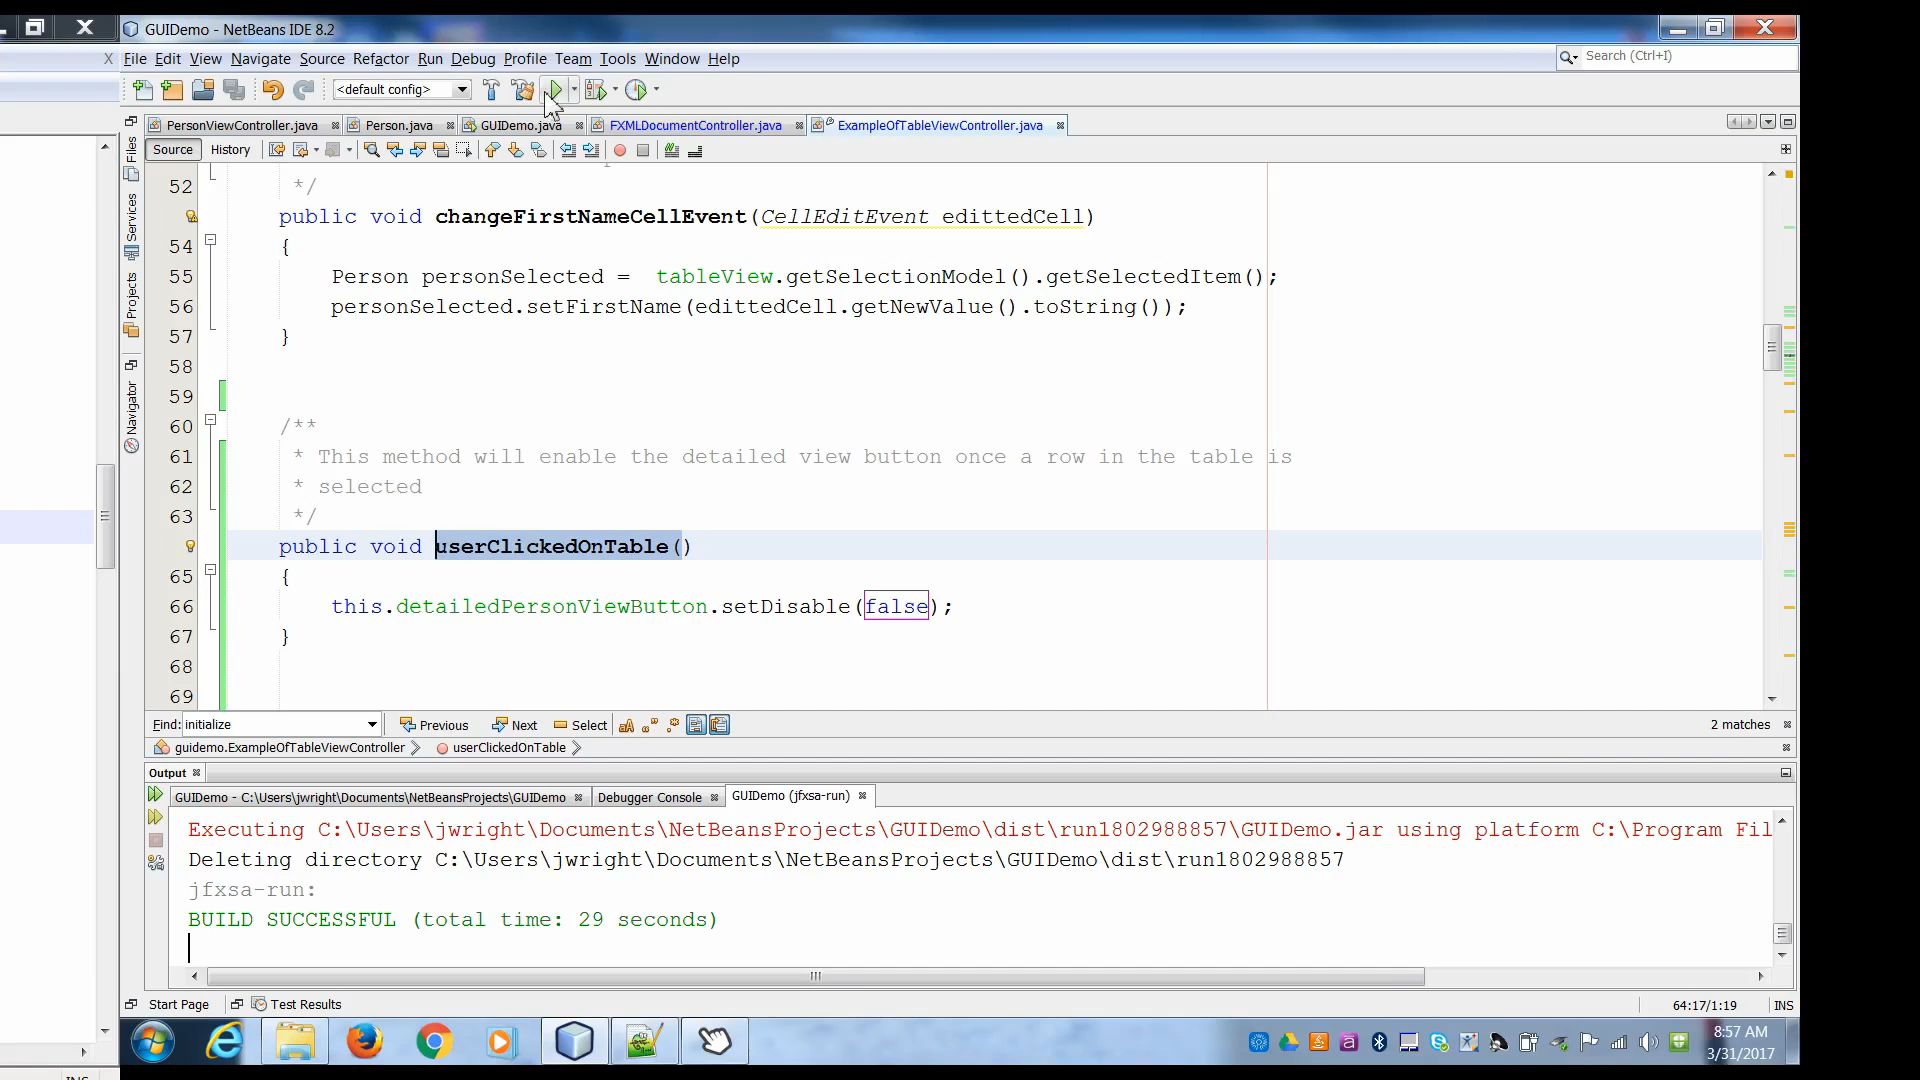 GUIDemo - NetBeans IDE 8.2
X File Edit View Navigate Source Refactor Run Debug Profile Team Tools Window Help
Search (Ctrl+I)
<default config>
PersonViewController.java Person.java GUIDemo.java FXMLDocumentController.java ExampleOfTableViewController.java
Source History
Files
Services
Projects
Navigator
52 */
public void changeFirstNameCellEvent(CellEditEvent edittedCell)
54 {
55 Person personSelected =  tableView.getSelectionModel().getSelectedItem();
56 personSelected.setFirstName(edittedCell.getNewValue().toString());
57 }
58
59
60 /**
61 * This method will enable the detailed view button once a row in the table is
62 * selected
63 */
public void userClickedOnTable()
65 {
66 this.detailedPersonViewButton.setDisable(false);
67 }
68
69
Find: initialize Previous Next Select 2 matches
guidemo.ExampleOfTableViewController userClickedOnTable
Output
GUIDemo - C:\Users\jwright\Documents\NetBeansProjects\GUIDemo Debugger Console GUIDemo (jfxsa-run)
Executing C:\Users\jwright\Documents\NetBeansProjects\GUIDemo\dist\run1802988857\GUIDemo.jar using platform C:\Program Fil
Deleting directory C:\Users\jwright\Documents\NetBeansProjects\GUIDemo\dist\run1802988857
jfxsa-run:
BUILD SUCCESSFUL (total time: 29 seconds)
Start Page Test Results 64:17/1:19 INS
8:57 AM
3/31/2017
INS